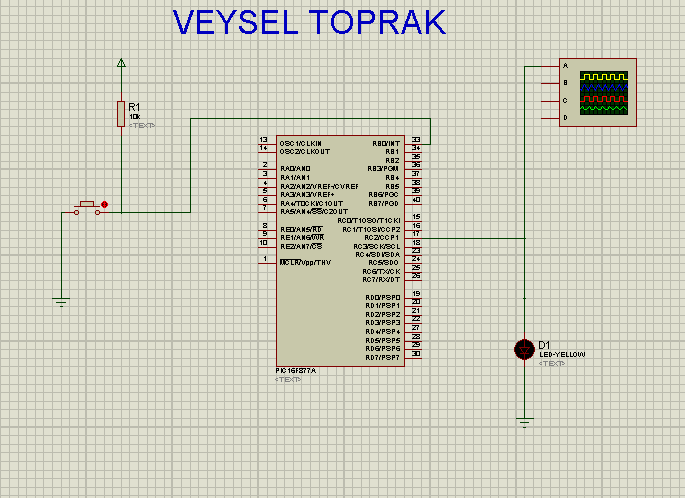 VEYSEL TOPRAK
R1
10k
<TEXT>
A
B
C
D
13 OSC1/CLKIN
14 OSC2/CLKOUT
2 RA0/AN0
3 RA1/AN1
4 RA2/AN2/VREF-/CVREF
5 RA3/AN3/VREF+
6 RA4/T0CKI/C1OUT
7 RA5/AN4/SS/C2OUT
8 RE0/AN5/RD
9 RE1/AN6/WR
10 RE2/AN7/CS
1 MCLR/Vpp/THV
RB0/INT 33
RB1 34
RB2 35
RB3/PGM 36
RB4 37
RB5 38
RB6/PGC 39
RB7/PGD 40
RC0/T1OSO/T1CKI 15
RC1/T1OSI/CCP2 16
RC2/CCP1 17
RC3/SCK/SCL 18
RC4/SDI/SDA 23
RC5/SDO 24
RC6/TX/CK 25
RC7/RX/DT 26
RD0/PSP0 19
RD1/PSP1 20
RD2/PSP2 21
RD3/PSP3 22
RD4/PSP4 27
RD5/PSP5 28
RD6/PSP6 29
RD7/PSP7 30
PIC16F877A
<TEXT>
D1
LED-YELLOW
<TEXT>